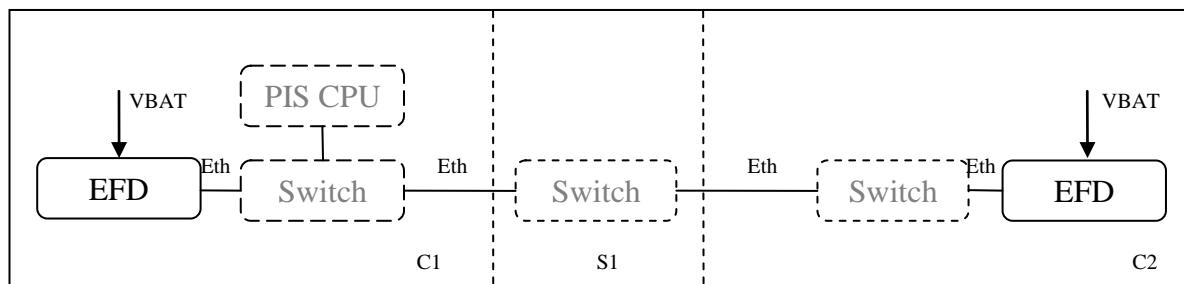 PIS CPU
VBAT
VBAT
Eth
Eth
Eth
Eth
EFD
Switch
Switch
Switch
EFD
C1
S1
C2